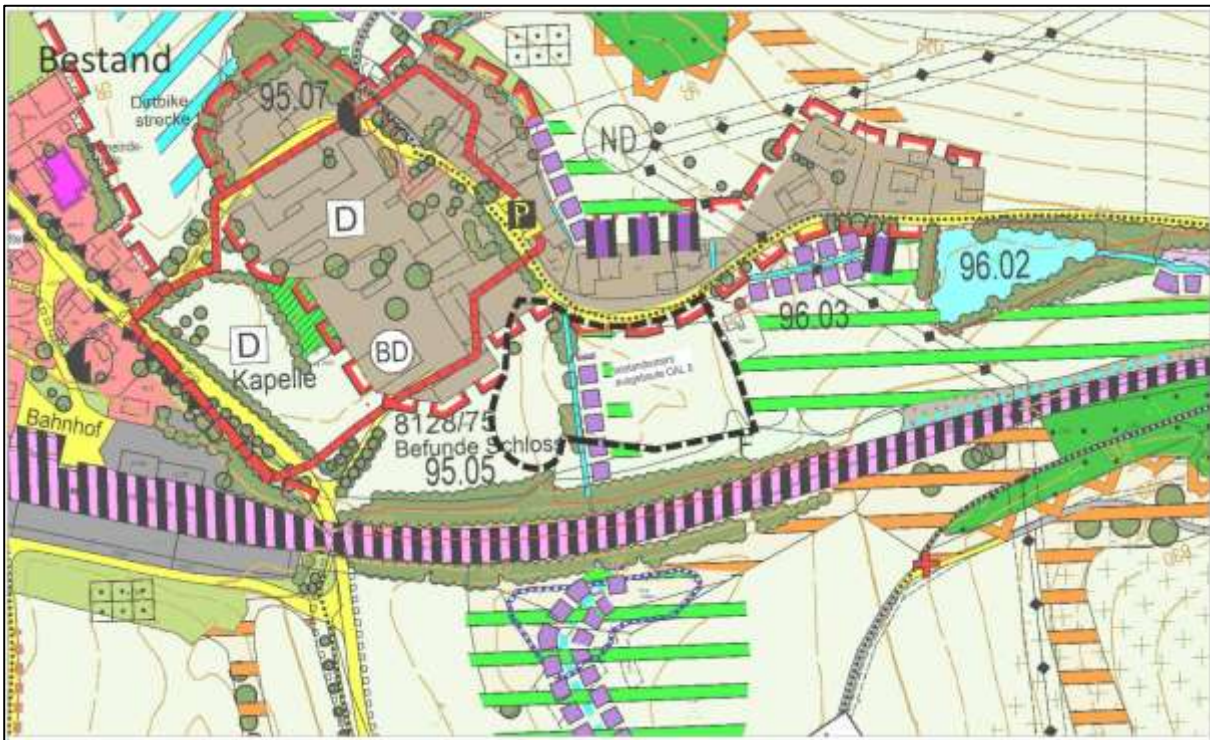 Bestand
Dirtbike
strecke
95.07
ND
D
P
96.02
D
Kapelle
BD
96.03
Bahnhof
8128/75
Befunde Schloss
95.05
690